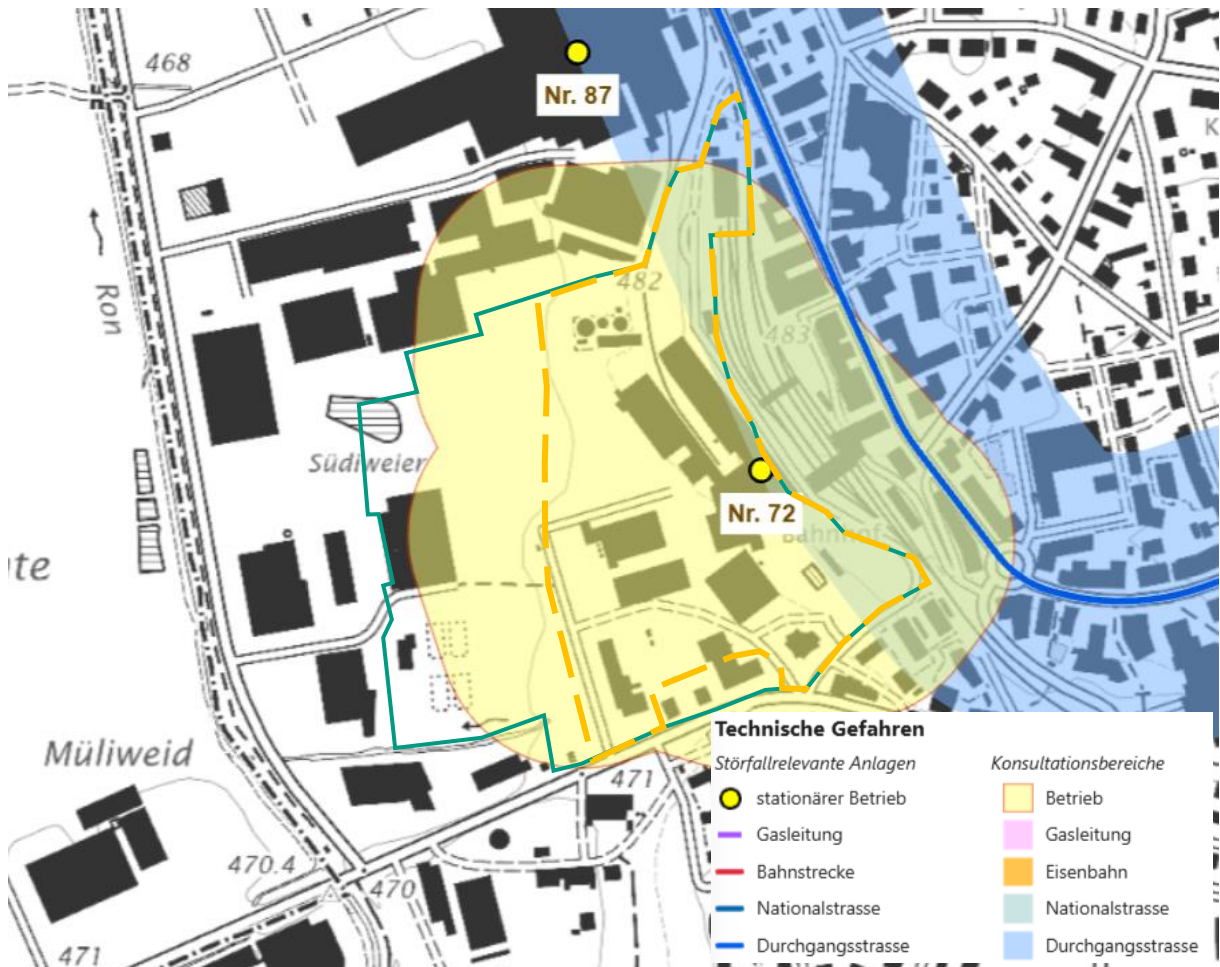 468
Nr. 87
K
Ron
482
483
Südiweier
Nr. 72
Bahnhof
te
Müliweid
471
470.4
470
471
Technische Gefahren
Störfallrelevante Anlagen
stationärer Betrieb
Gasleitung
Bahnstrecke
Nationalstrasse
Durchgangsstrasse
Konsultationsbereiche
Betrieb
Gasleitung
Eisenbahn
Nationalstrasse
Durchgangsstrasse